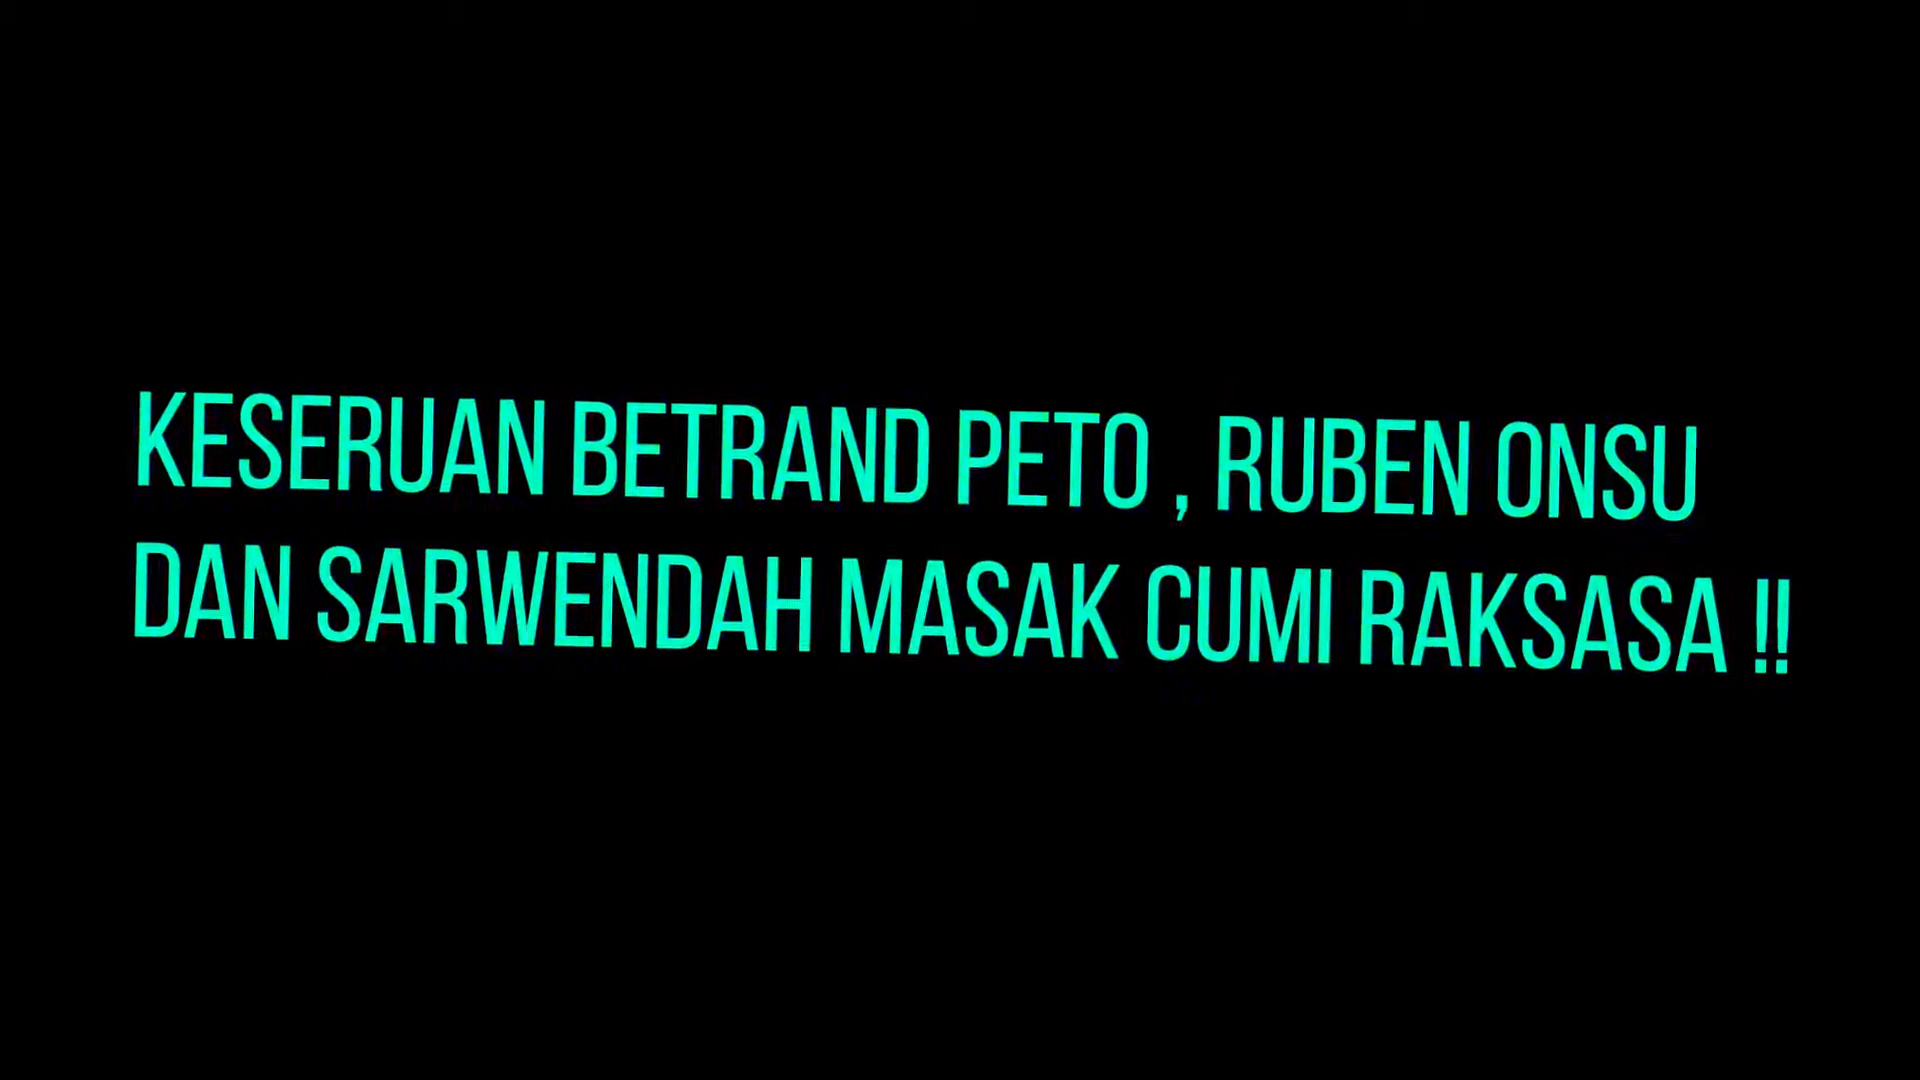 KESERUAN BETRAND PETO , RUBEN ONSU
DAN SARWENDAH MASAK CUMI RAKSASA !!